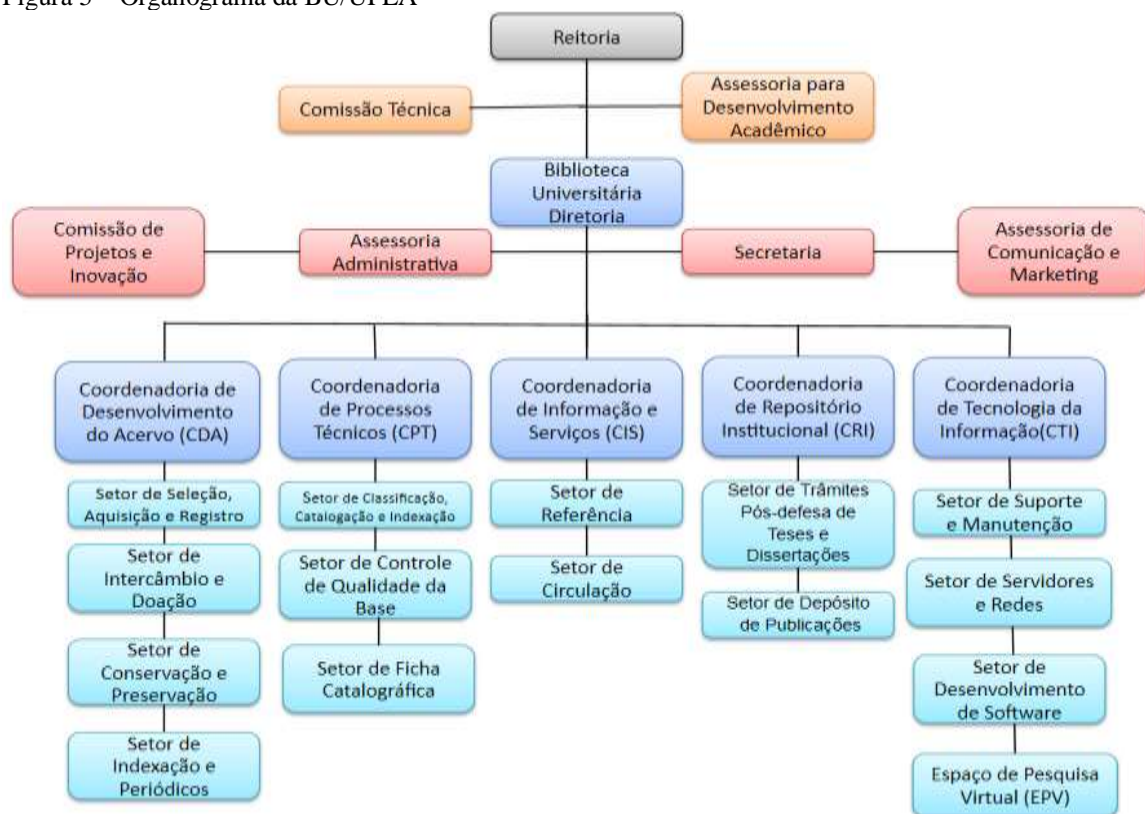 Figura 3 – Organograma da BU/UFLA
Reitoria
Comissão Técnica
Assessoria para
Desenvolvimento
Acadêmico
Biblioteca
Universitária
Diretoria
Comissão de
Projetos e
Inovação
Assessoria
Administrativa
Secretaria
Assessoria de
Comunicação e
Marketing
Coordenadoria de
Desenvolvimento
do Acervo (CDA)
Setor de Seleção,
Aquisição e Registro
Setor de
Intercâmbio e
Doação
Setor de
Conservação e
Preservação
Setor de
Indexação e
Periódicos
Coordenadoria
de Processos
Técnicos (CPT)
Setor de Classificação,
Catalogação e Indexação
Setor de Controle
de Qualidade da
Base
Setor de Ficha
Catalográfica
Coordenadoria
de Informação e
Serviços (CIS)
Setor de
Referência
Setor de
Circulação
Coordenadoria
de Repositório
Institucional (CRI)
Setor de Trâmites
Pós-defesa de
Teses e
Dissertações
Setor de Depósito
de Publicações
Coordenadoria
de Tecnologia da
Informação(CTI)
Setor de Suporte
e Manutenção
Setor de Servidores
e Redes
Setor de
Desenvolvimento
de Software
Espaço de Pesquisa
Virtual (EPV)